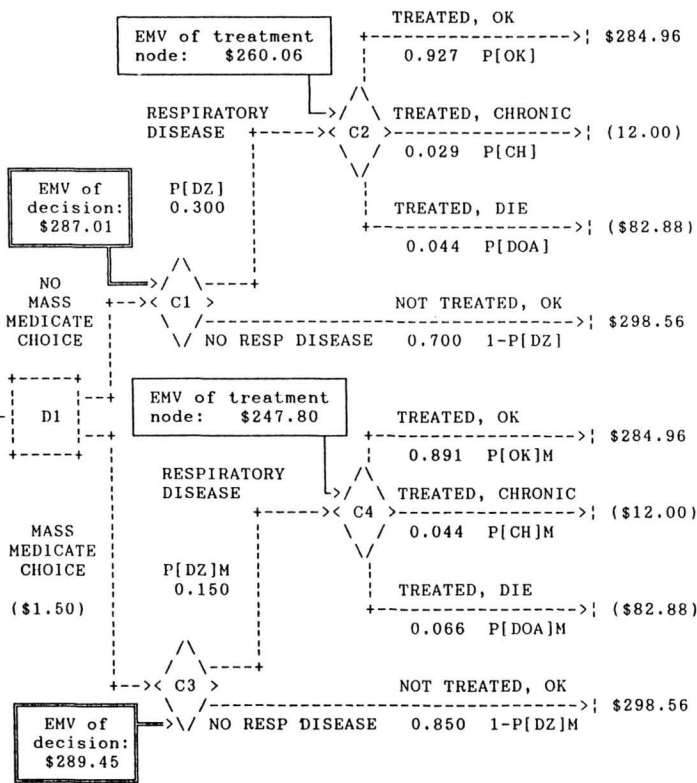 TREATED, OK
EMV of treatment
node: $260.06
$284.96
0.927 P[OK]
RESPIRATORY
DISEASE
C2
TREATED, CHRONIC
(12.00)
0.029 P[CH]
EMV of
decision:
$287.01
P[DZ]
0.300
TREATED, DIE
($82.88)
0.044 P[DOA]
NO
MASS
MEDICATE
CHOICE
C1
NOT TREATED, OK
$298.56
NO RESP DISEASE 0.700 1-P[DZ]
D1
EMV of treatment
node: $247.80
TREATED, OK
$284.96
0.891 P[OK]M
RESPIRATORY
DISEASE
C4
TREATED, CHRONIC
($12.00)
0.044 P[CH]M
MASS
MEDICATE
CHOICE
($1.50)
P[DZ]M
0.150
TREATED, DIE
($82.88)
0.066 P[DOA]M
C3
NOT TREATED, OK
$298.56
NO RESP DISEASE 0.850 1-P[DZ]M
EMV of
decision:
$289.45